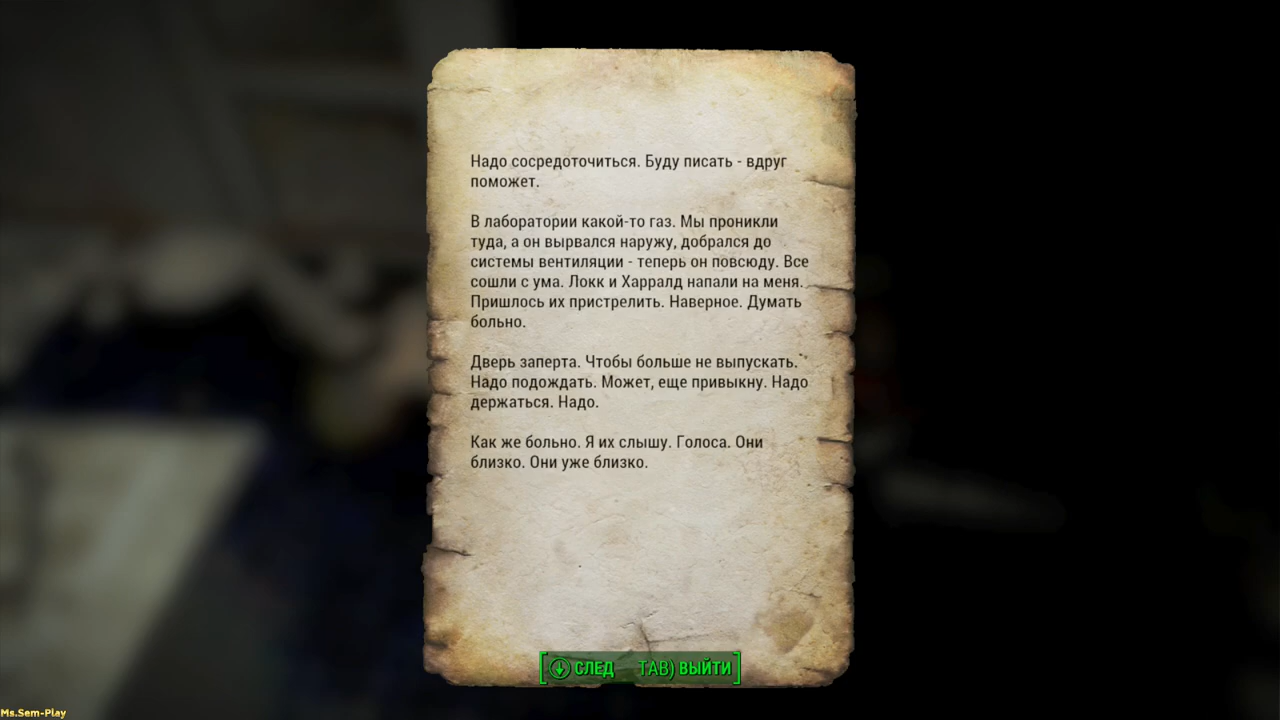 Надо сосредоточиться. Буду писать - вдруг
поможет.
В лаборатории какой-то газ. Мы проникли
туда, а он вырвался наружу, добрался до
системы вентиляции - теперь он повсюду. Все
сошли с ума. Локк и Харралд напали на меня.
Пришлось их пристрелить. Наверное. Думать
больно.
Дверь заперта. Чтобы больше не выпускать.
Надо подождать. Может, еще привыкну. Надо
держаться. Надо.
Как же больно. Я их слышу. Голоса. Они
близко. Они уже близко.
СЛЕД TAB) ВЫЙТИ
Ms.Sem-Play